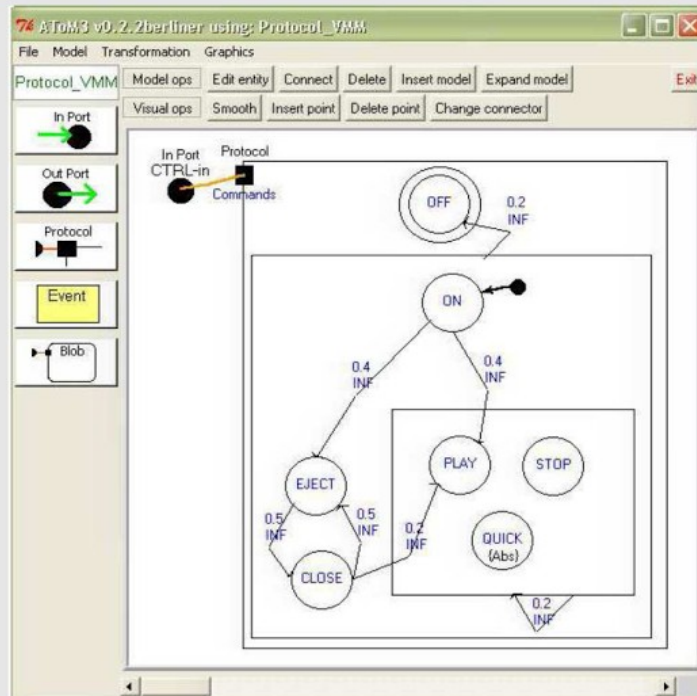 AToM3 v0.2.2berliner using: Protocol_VMM
File Model Transformation Graphics
Protocol_VMM Model ops Edit entity Connect Delete Insert model Expand model Exit
Visual ops Smooth Insert point Delete point Change connector
In Port
Out Port
Protocol
Event
Blob
In Port Protocol
CTRL-in
Commands
OFF
0.2
INF
ON
0.4
INF
0.4
INF
EJECT
PLAY
STOP
0.5
INF
0.5
INF
0.2
INF
QUICK
{Abs}
CLOSE
0.2
INF